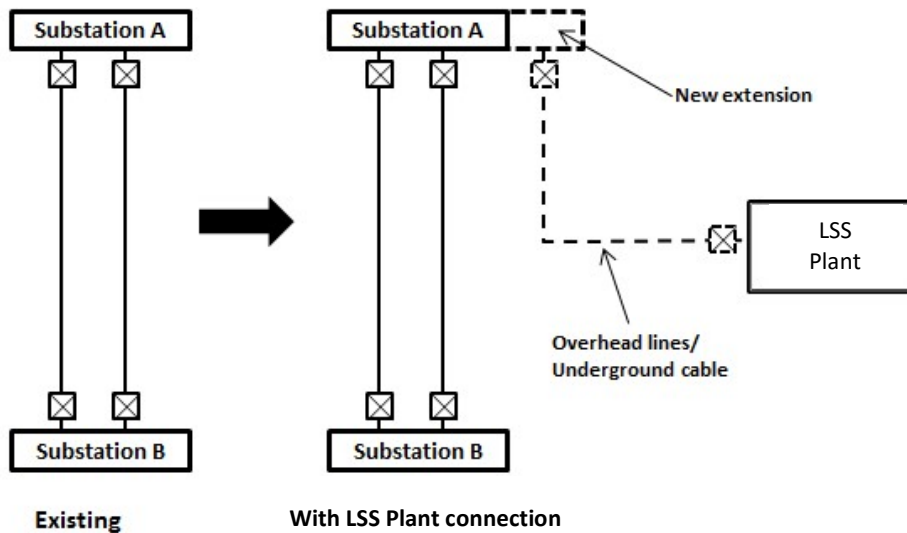 Substation A
Substation A
New extension
LSS
Plant
Overhead lines/
Underground cable
Substation B
Substation B
Existing
With LSS Plant connection